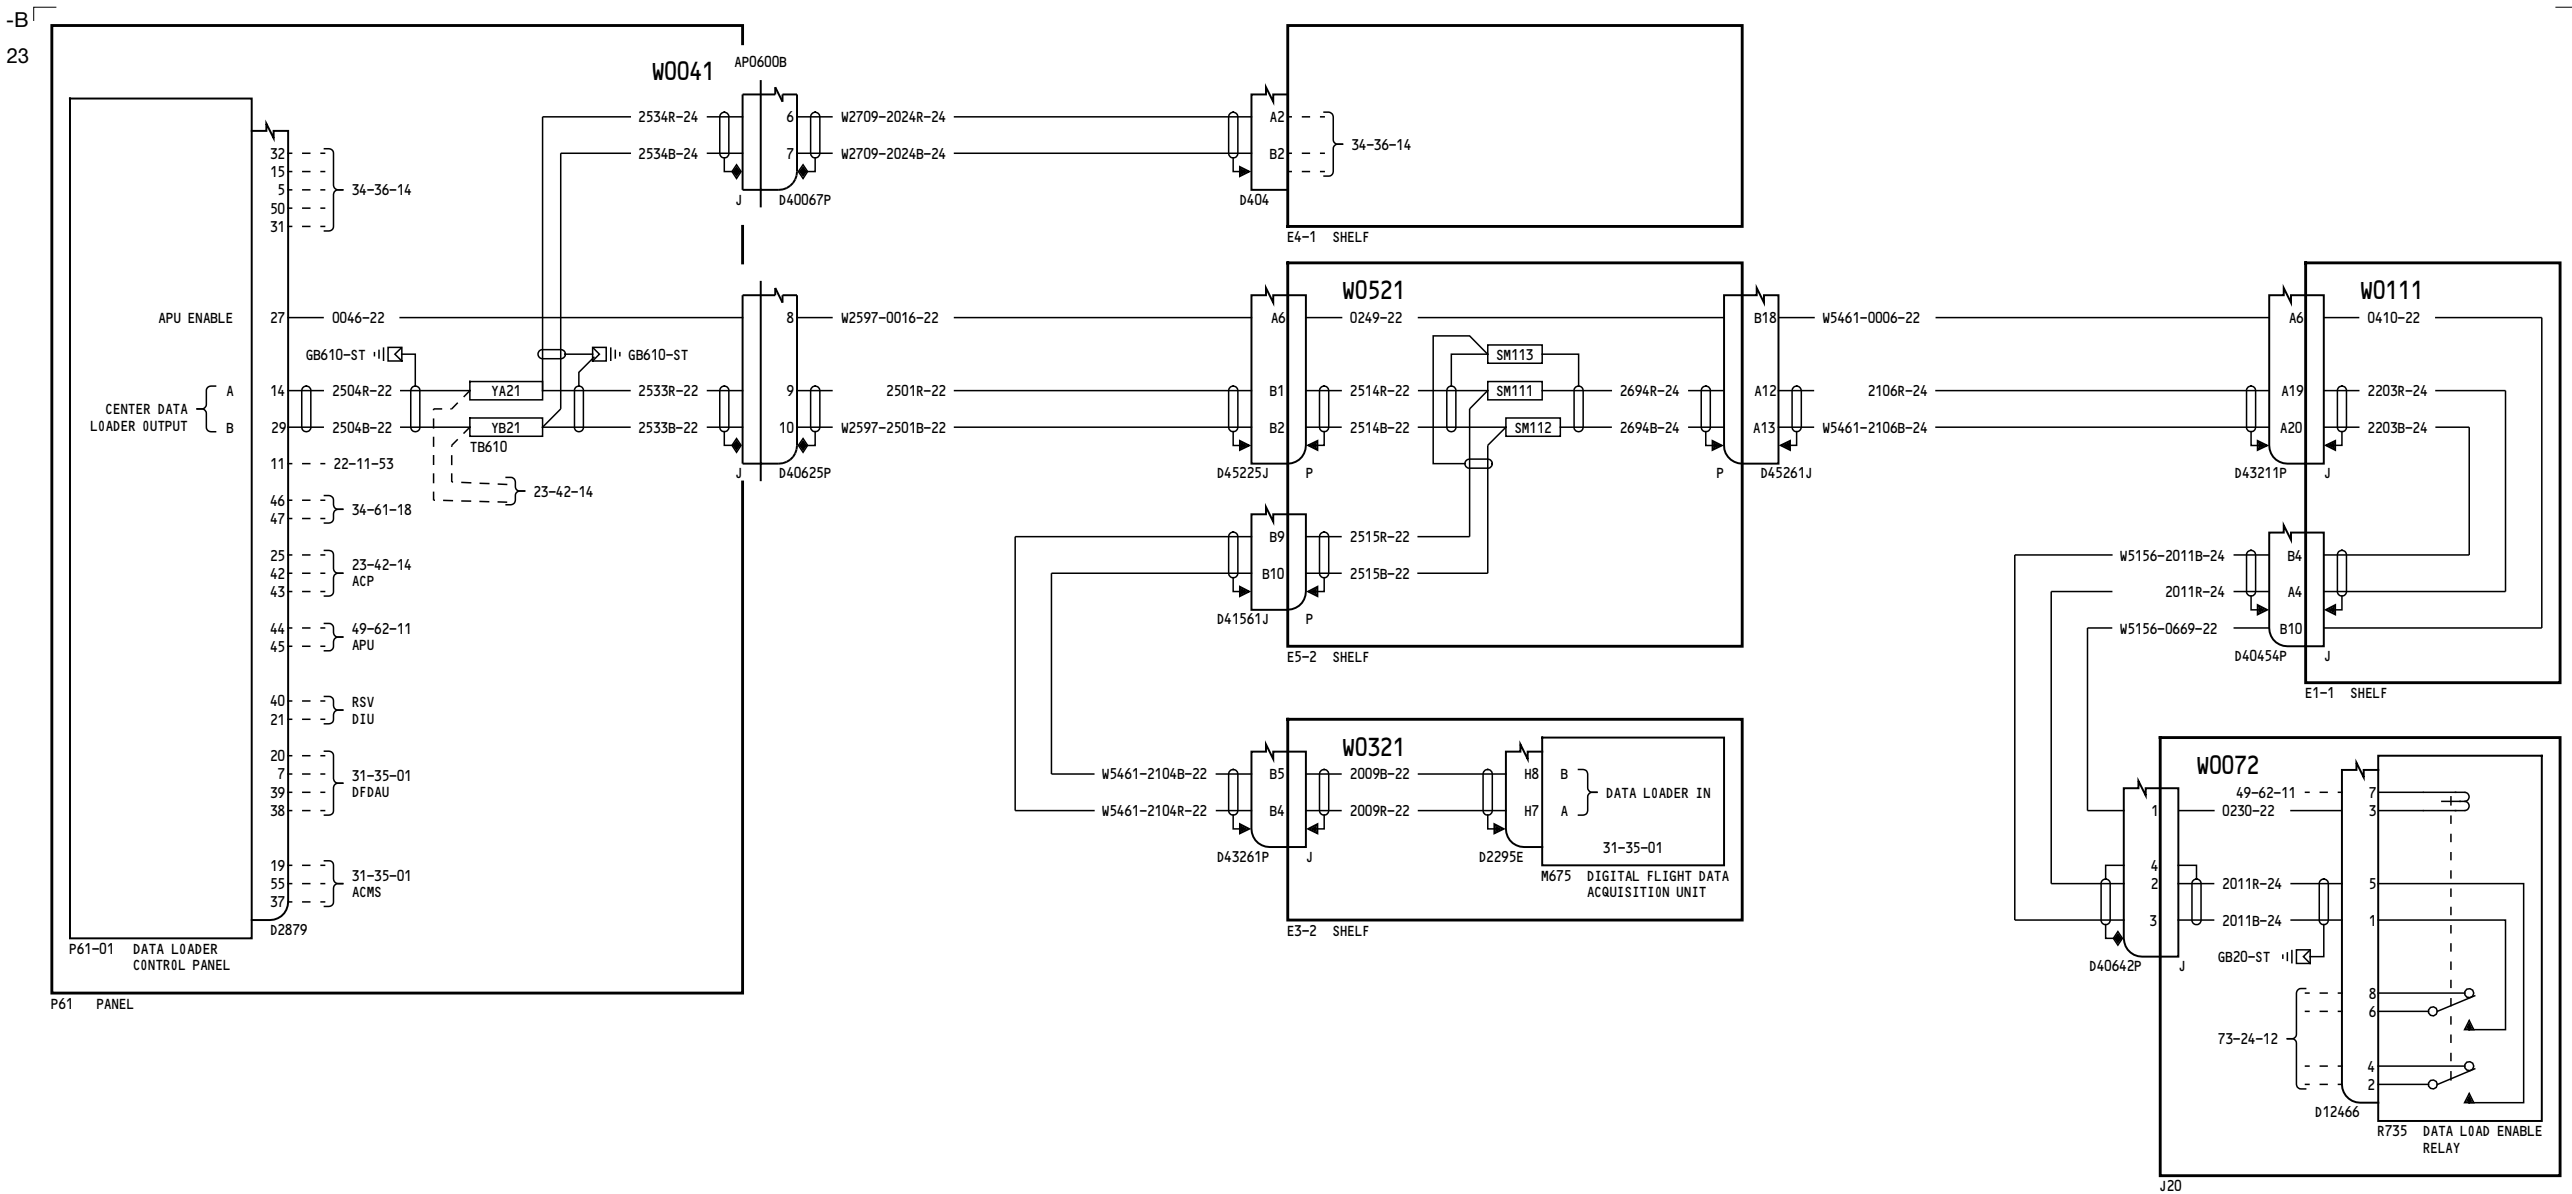 -B
23
W0041
AP0600B
2534R-24
6
W2709-2024R-24
A2
2534B-24
7
W2709-2024B-24
B2
34-36-14
J
D40067P
D404
E4-1 SHELF
32
15
5
50
31
34-36-14
W0521
W0111
APU ENABLE
27
0046-22
8
W2597-0016-22
A6
0249-22
B18
W5461-0006-22
A6
0410-22
GB610-ST
GB610-ST
SM113
CENTER DATA
LOADER OUTPUT
A
14
2504R-22
YA21
2533R-22
9
2501R-22
B1
2514R-22
SM111
2694R-24
A12
2106R-24
A19
2203R-24
B
29
2504B-22
YB21
2533B-22
10
W2597-2501B-22
B2
2514B-22
SM112
2694B-24
A13
W5461-2106B-24
A20
2203B-24
TB610
11
22-11-53
J
D40625P
D45225J
P
P
D45261J
D43211P
J
23-42-14
46
47
34-61-18
B9
2515R-22
B10
2515B-22
D41561J
P
E5-2 SHELF
25
42
43
23-42-14
ACP
W5156-2011B-24
B4
2011R-24
A4
W5156-0669-22
B10
D40454P
J
E1-1 SHELF
44
45
49-62-11
APU
40
21
RSV
DIU
20
7
39
38
31-35-01
DFDAU
19
55
37
31-35-01
ACMS
D2879
P61-01 DATA LOADER
CONTROL PANEL
P61 PANEL
W0321
W5461-2104B-22
B5
2009B-22
H8
B
DATA LOADER IN
W5461-2104R-22
B4
2009R-22
H7
A
31-35-01
D43261P
J
D2295E
M675 DIGITAL FLIGHT DATA
ACQUISITION UNIT
E3-2 SHELF
W0072
49-62-11
7
1
0230-22
3
4
2
2011R-24
5
3
2011B-24
1
GB20-ST
D40642P
J
8
6
73-24-12
4
2
D12466
R735 DATA LOAD ENABLE
RELAY
J20